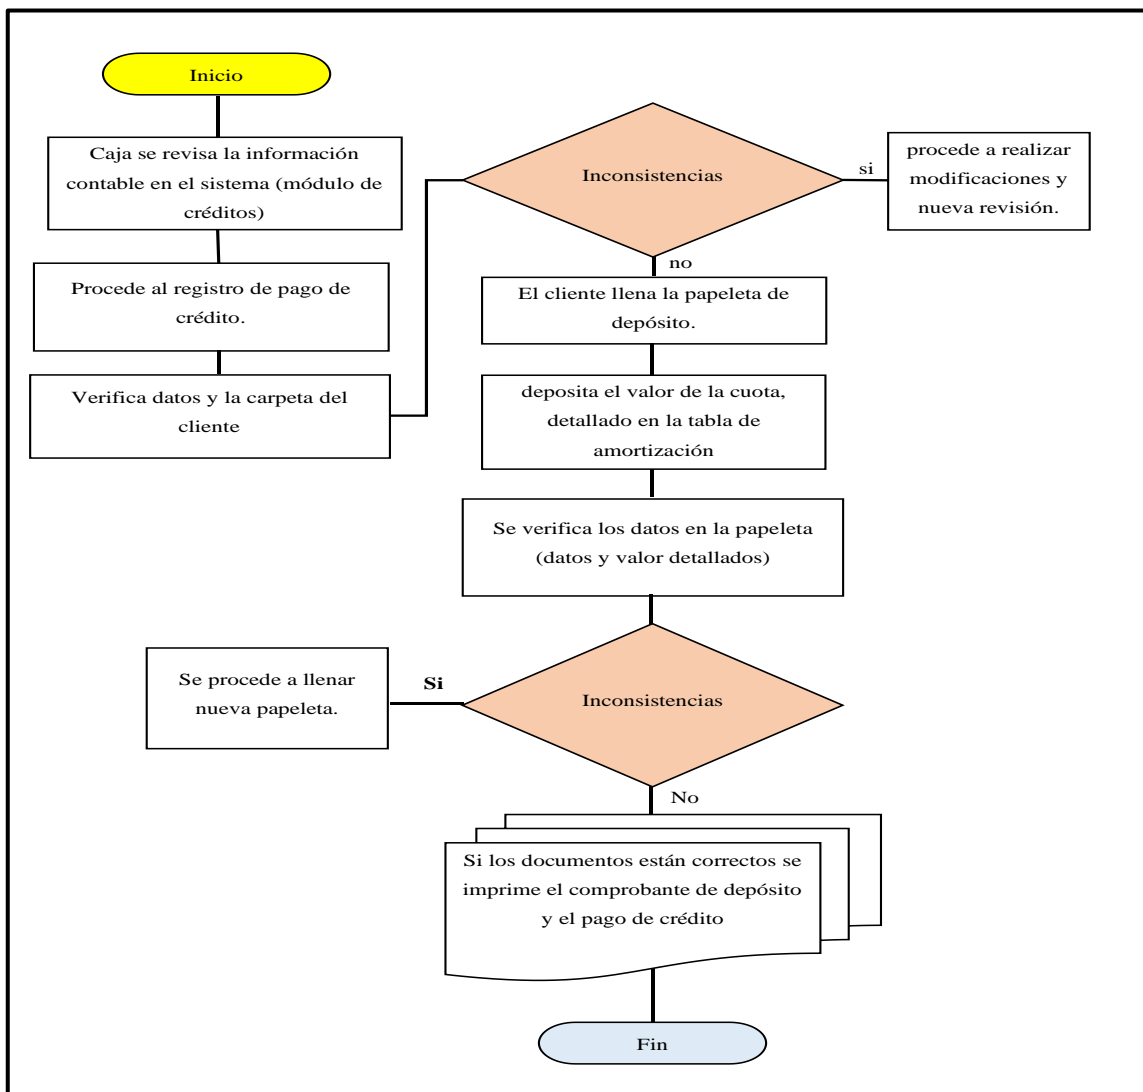 Inicio
Caja se revisa la información
contable en el sistema (módulo de
créditos)
Procede al registro de pago de
crédito.
Verifica datos y la carpeta del
cliente
Inconsistencias
si
procede a realizar
modificaciones y
nueva revisión.
no
El cliente llena la papeleta de
depósito.
deposita el valor de la cuota,
detallado en la tabla de
amortización
Se verifica los datos en la papeleta
(datos y valor detallados)
Inconsistencias
Si
Se procede a llenar
nueva papeleta.
No
Si los documentos están correctos se
imprime el comprobante de depósito
y el pago de crédito
Fin